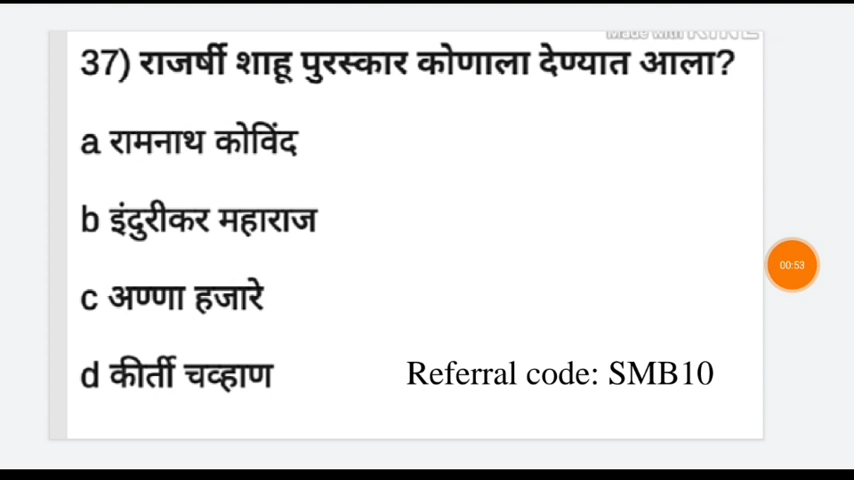 37) राजर्षी शाहू पुरस्कार कोणाला देण्यात आला?
a रामनाथ कोविंद
b इंदुरीकर महाराज
00:53
c अण्णा हजारे
d कीर्ती चव्हाण
Referral code: SMB10